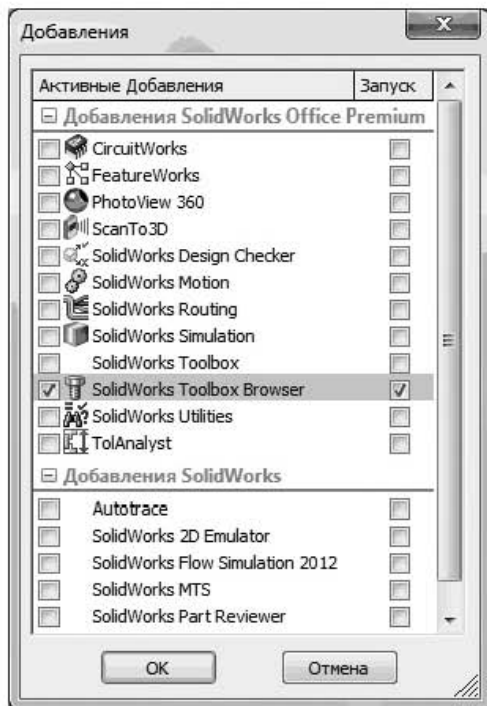 Добавления
Активные Добавления Запуск
Добавления SolidWorks Office Premium
CircuitWorks
FeatureWorks
PhotoView 360
ScanTo3D
SolidWorks Design Checker
SolidWorks Motion
SolidWorks Routing
SolidWorks Simulation
SolidWorks Toolbox
SolidWorks Toolbox Browser
SolidWorks Utilities
TolAnalyst
Добавления SolidWorks
Autotrace
SolidWorks 2D Emulator
SolidWorks Flow Simulation 2012
SolidWorks MTS
SolidWorks Part Reviewer
OK Отмена